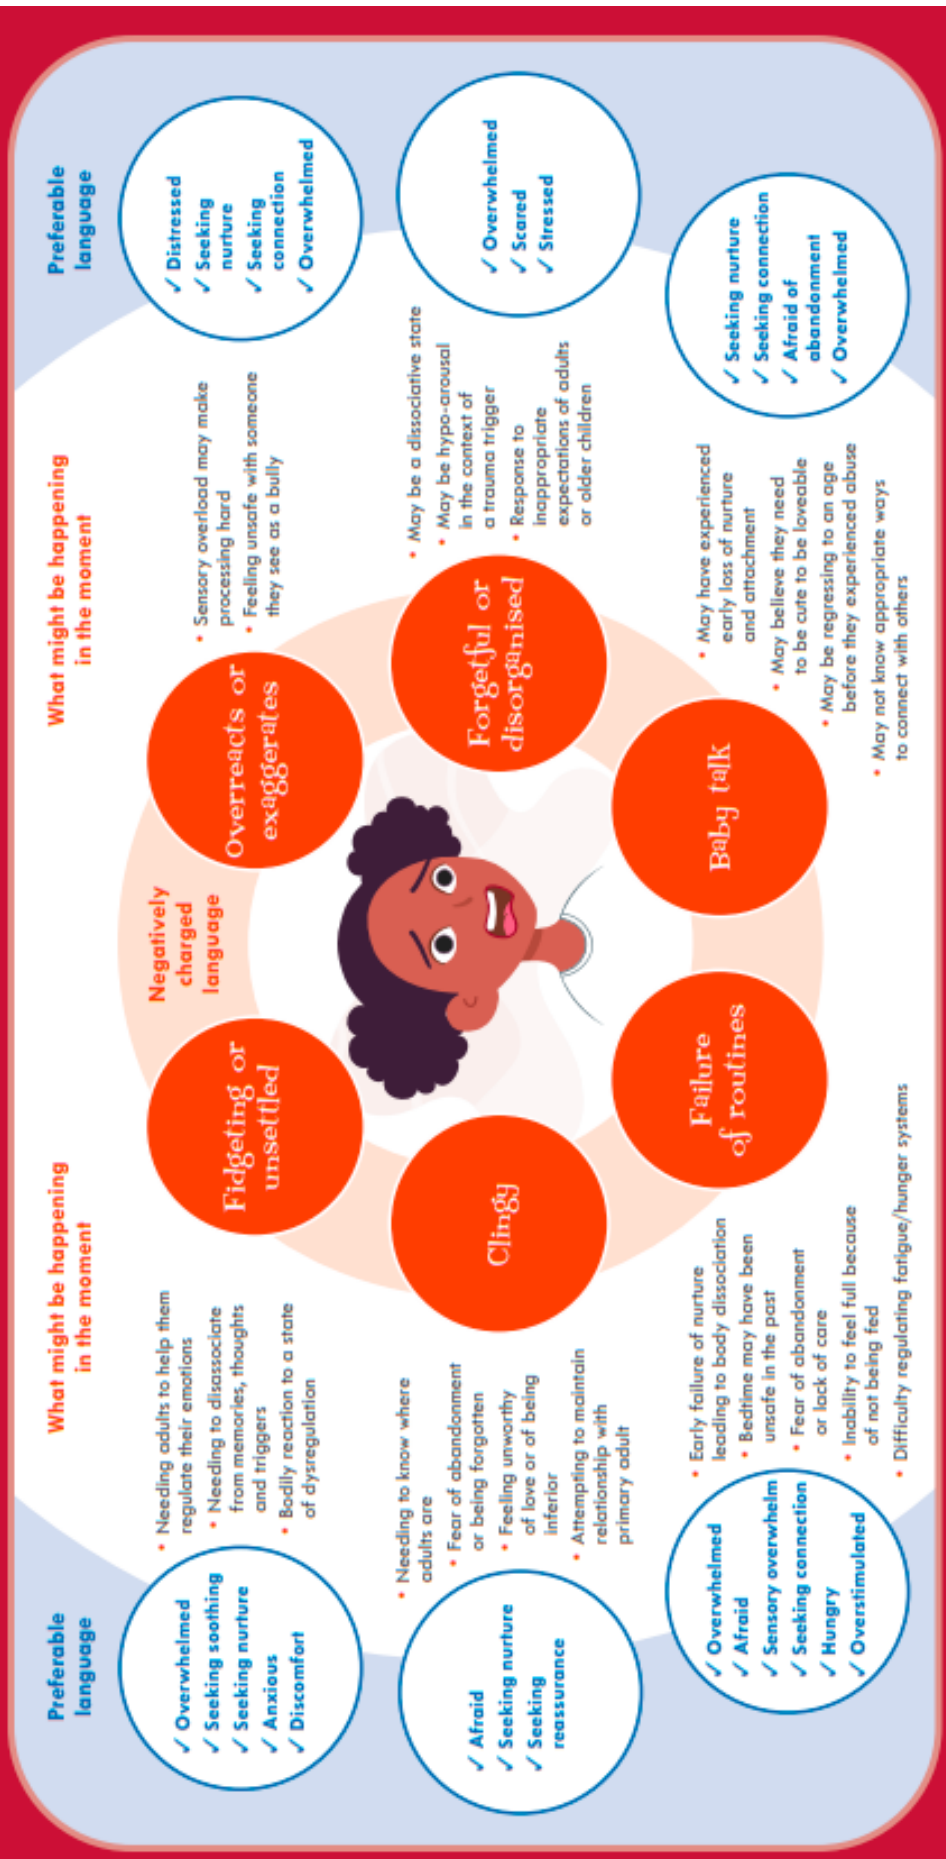 Preferable
language
What might be happening
in the moment
What might be happening
in the moment
Preferable
language
Negatively
charged
language
✓ Overwhelmed
✓ Seeking soothing
✓ Seeking nurture
✓ Anxious
✓ Discomfort
• Needing adults to help them
regulate their emotions
• Needing to disassociate
from memories, thoughts
and triggers
• Bodily reaction to a state
of dysregulation
Fidgeting or
unsettled
Overreacts or
exaggerates
• Sensory overload may make
processing hard
• Feeling unsafe with someone
they see as a bully
✓ Distressed
✓ Seeking
nurture
✓ Seeking
connection
✓ Overwhelmed
✓ Afraid
✓ Seeking nurture
✓ Seeking
reassurance
• Needing to know where
adults are
• Fear of abandonment
or being forgotten
• Feeling unworthy
of love or of being
inferior
• Attempting to maintain
relationship with
primary adult
Clingy
Forgetful or
disorganised
• May be a dissociative state
• May be hypo-arousal
in the context of
a trauma trigger
• Response to
inappropriate
expectations of adults
or older children
✓ Overwhelmed
✓ Scared
✓ Stressed
✓ Overwhelmed
✓ Afraid
✓ Sensory overwhelm
✓ Seeking connection
✓ Hungry
✓ Overstimulated
• Early failure of nurture
leading to body dissociation
• Bedtime may have been
unsafe in the past
• Fear of abandonment
or lack of care
• Inability to feel full because
of not being fed
• Difficulty regulating fatigue/hunger systems
Failure
of routines
Baby talk
• May have experienced
early loss of nurture
and attachment
• May believe they need
to be cute to be loveable
• May be regressing to an age
before they experienced abuse
• May not know appropriate ways
to connect with others
✓ Seeking nurture
✓ Seeking connection
✓ Afraid of
abandonment
✓ Overwhelmed